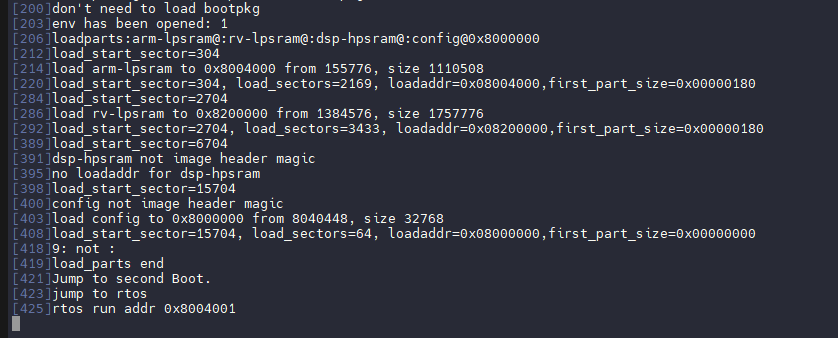 [200]don't need to load bootpkg
[203]env has been opened: 1
[206]loadparts:arm-lpsram@:rv-lpsram@:dsp-hpsram@:config@0x8000000
[212]load_start_sector=304
[214]load arm-lpsram to 0x8004000 from 155776, size 1110508
[220]load_start_sector=304, load_sectors=2169, loadaddr=0x08004000,first_part_size=0x00000180
[284]load_start_sector=2704
[286]load rv-lpsram to 0x8200000 from 1384576, size 1757776
[292]load_start_sector=2704, load_sectors=3433, loadaddr=0x08200000,first_part_size=0x00000180
[389]load_start_sector=6704
[391]dsp-hpsram not image header magic
[395]no loadaddr for dsp-hpsram
[398]load_start_sector=15704
[400]config not image header magic
[403]load config to 0x8000000 from 8040448, size 32768
[408]load_start_sector=15704, load_sectors=64, loadaddr=0x08000000,first_part_size=0x00000000
[418]9: not :
[419]load_parts end
[421]Jump to second Boot.
[423]jump to rtos
[425]rtos run addr 0x8004001